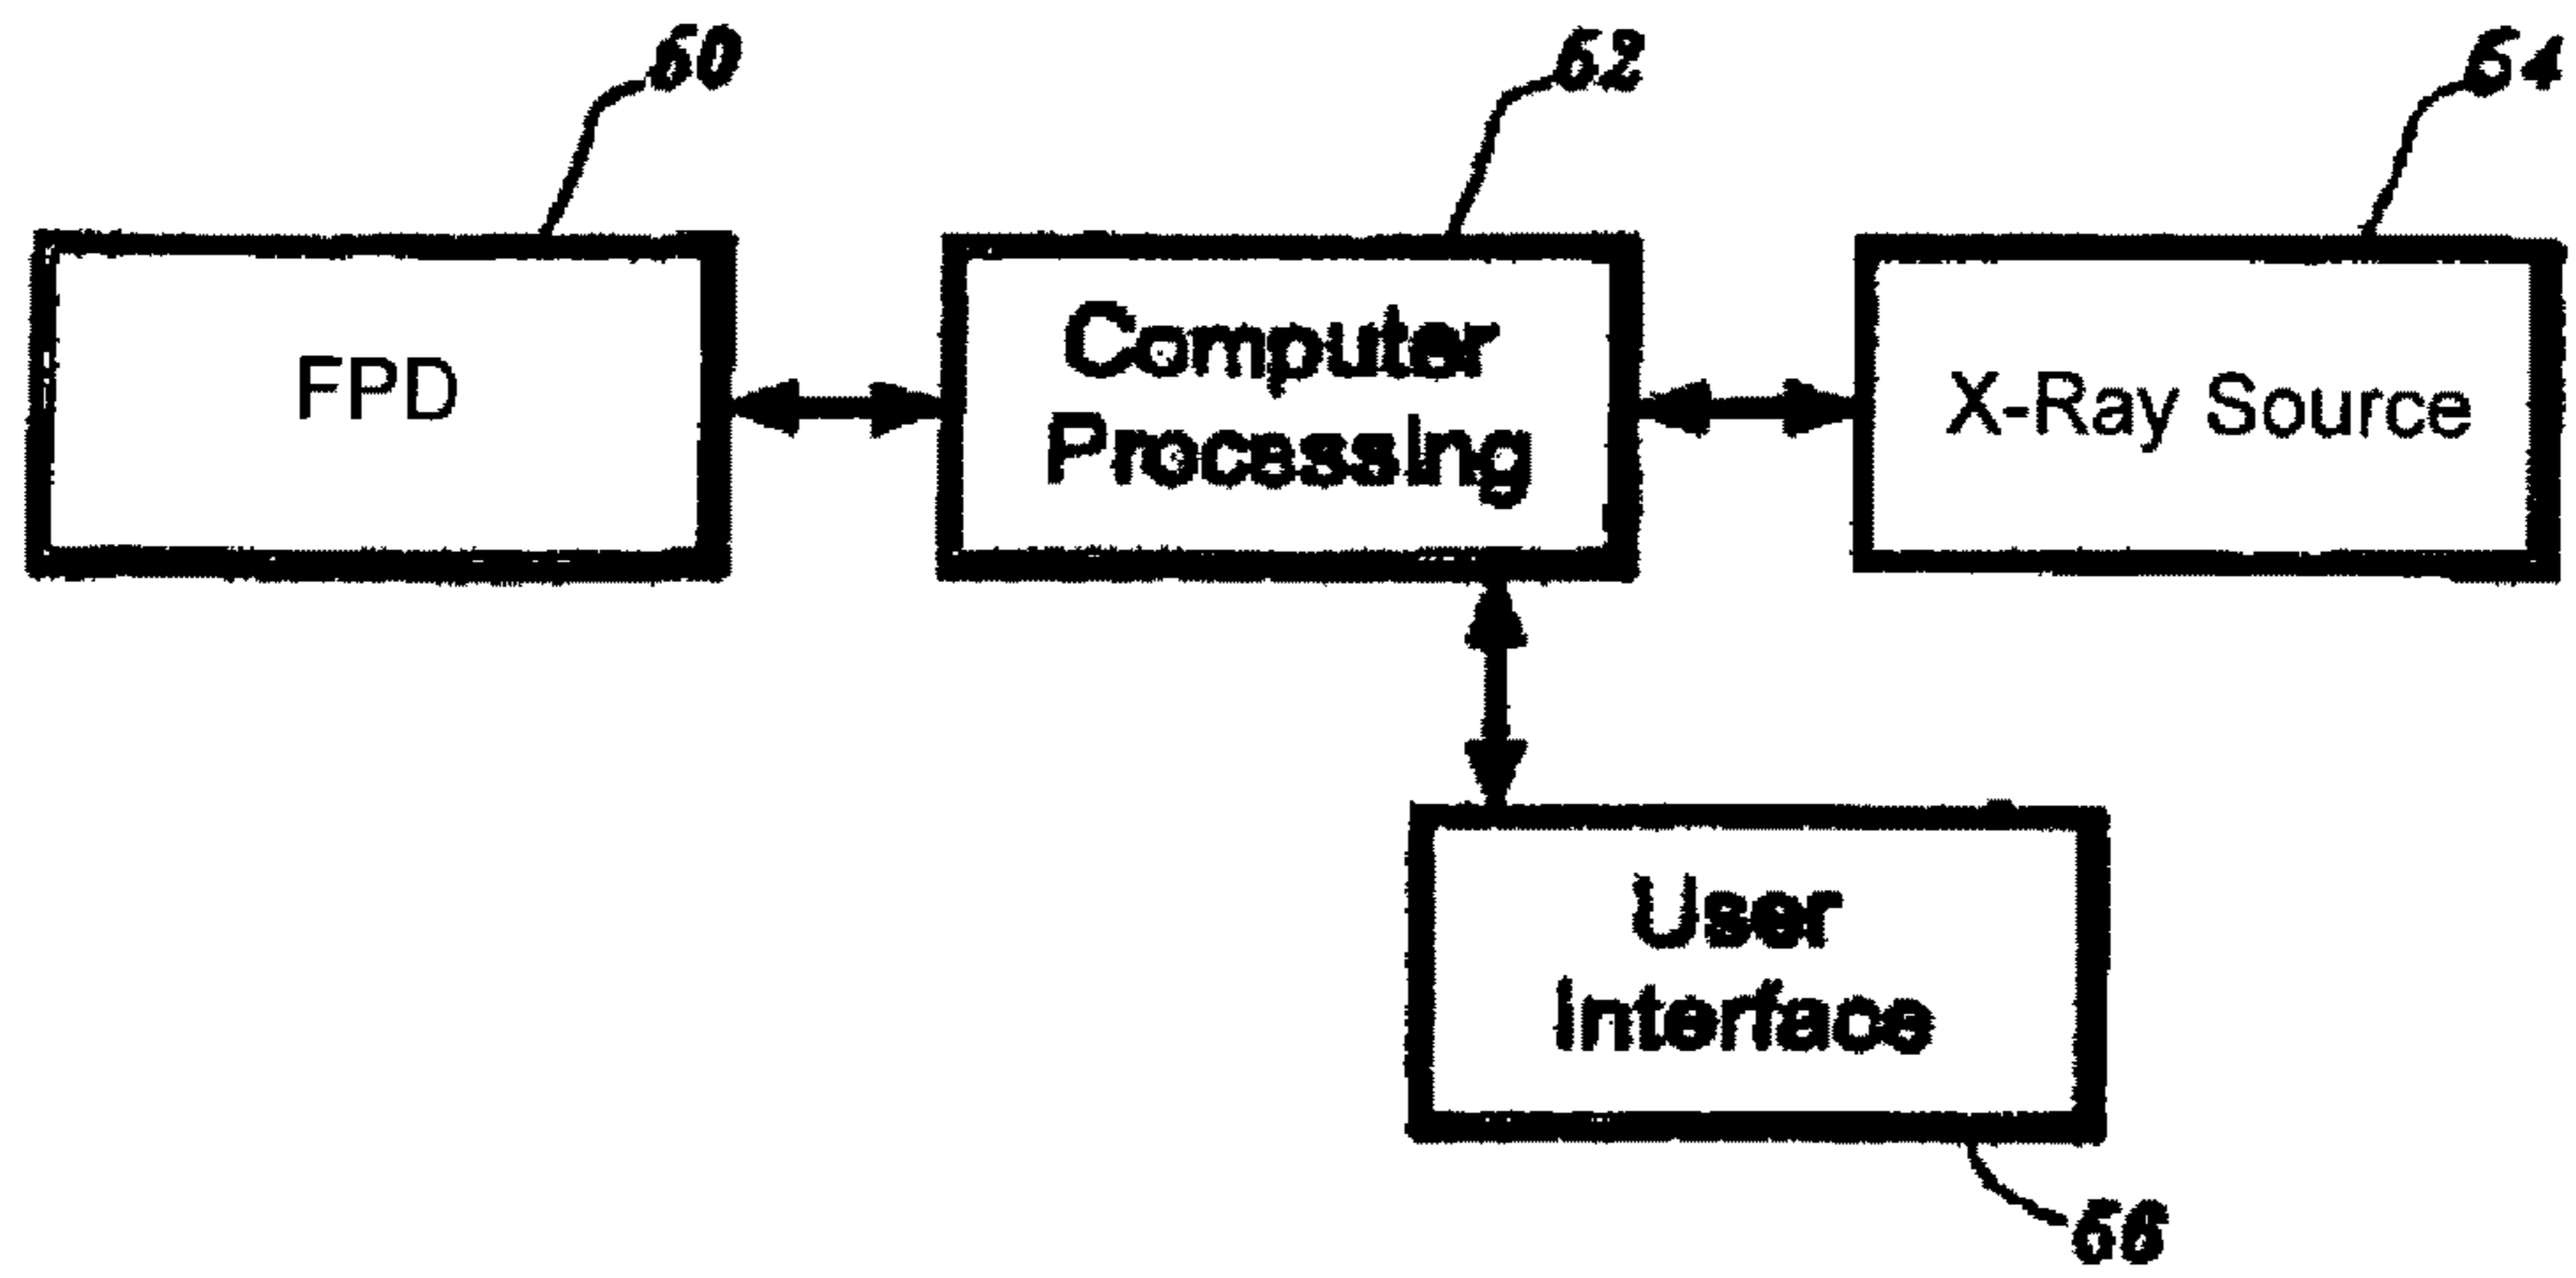 60
62
64
FPD
Computer
Processing
X-Ray Source
User
Interface
66